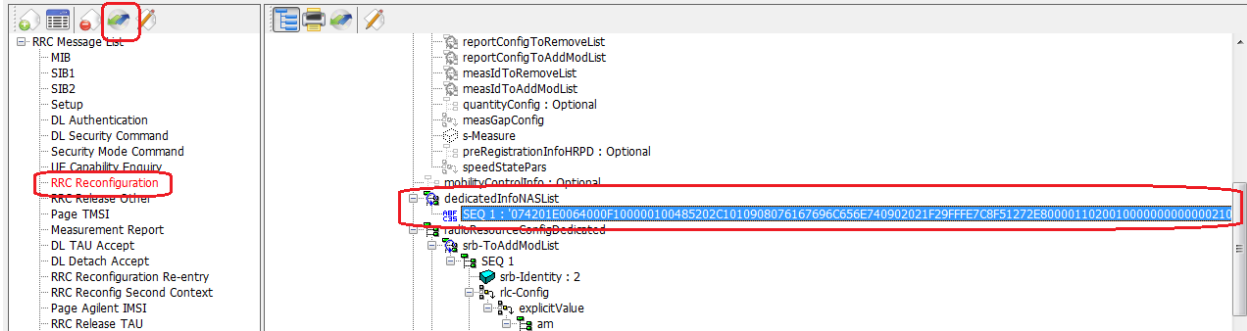 RRC Message List
MIB
SIB1
SIB2
Setup
DL Authentication
DL Security Command
Security Mode Command
UE Capability Enquiry
RRC Reconfiguration
RRC Release Other
Page TMSI
Measurement Report
DL TAU Accept
DL Detach Accept
RRC Reconfiguration Re-entry
RRC Reconfig Second Context
Page Agilent IMSI
RRC Release TAU
reportConfigToRemoveList
reportConfigToAddModList
measIdToRemoveList
measIdToAddModList
quantityConfig : Optional
measGapConfig
s-Measure
preRegistrationInfoHRPD : Optional
speedStatePars
mobilityControlInfo : Optional
dedicatedInfoNASList
SEQ 1 : '074201E0064000F100000100485202C1010908076167696C656E740902021F29FFFE7C8F51272E8000011020010000000000000210
radioResourceConfigDedicated
srb-ToAddModList
SEQ 1
srb-Identity : 2
rlc-Config
explicitValue
am